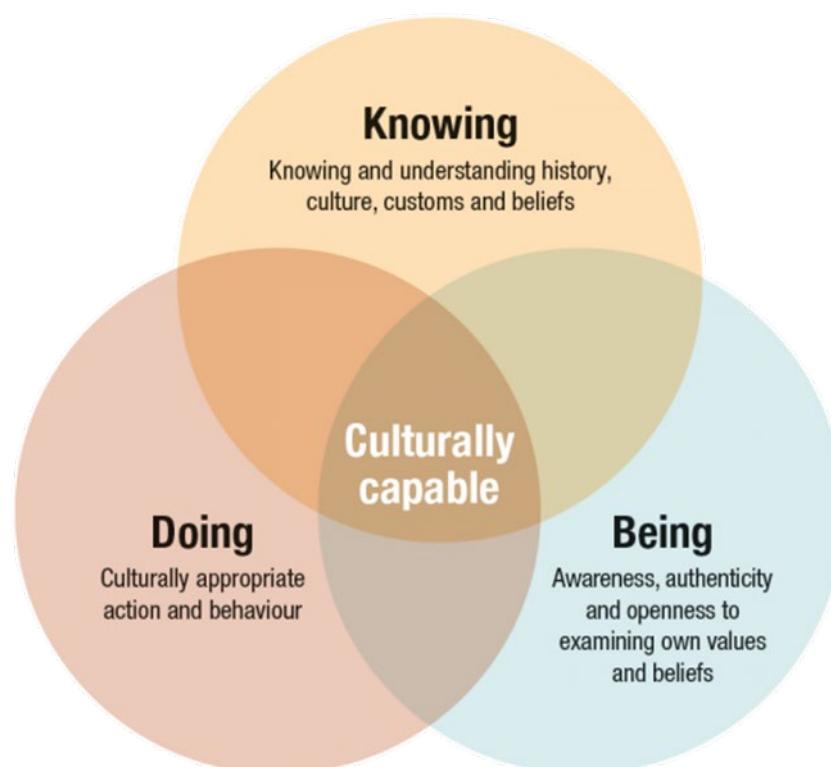 Knowing
Knowing and understanding history,
culture, customs and beliefs
Culturally
capable
Doing
Culturally appropriate
action and behaviour
Being
Awareness, authenticity
and openness to
examining own values
and beliefs